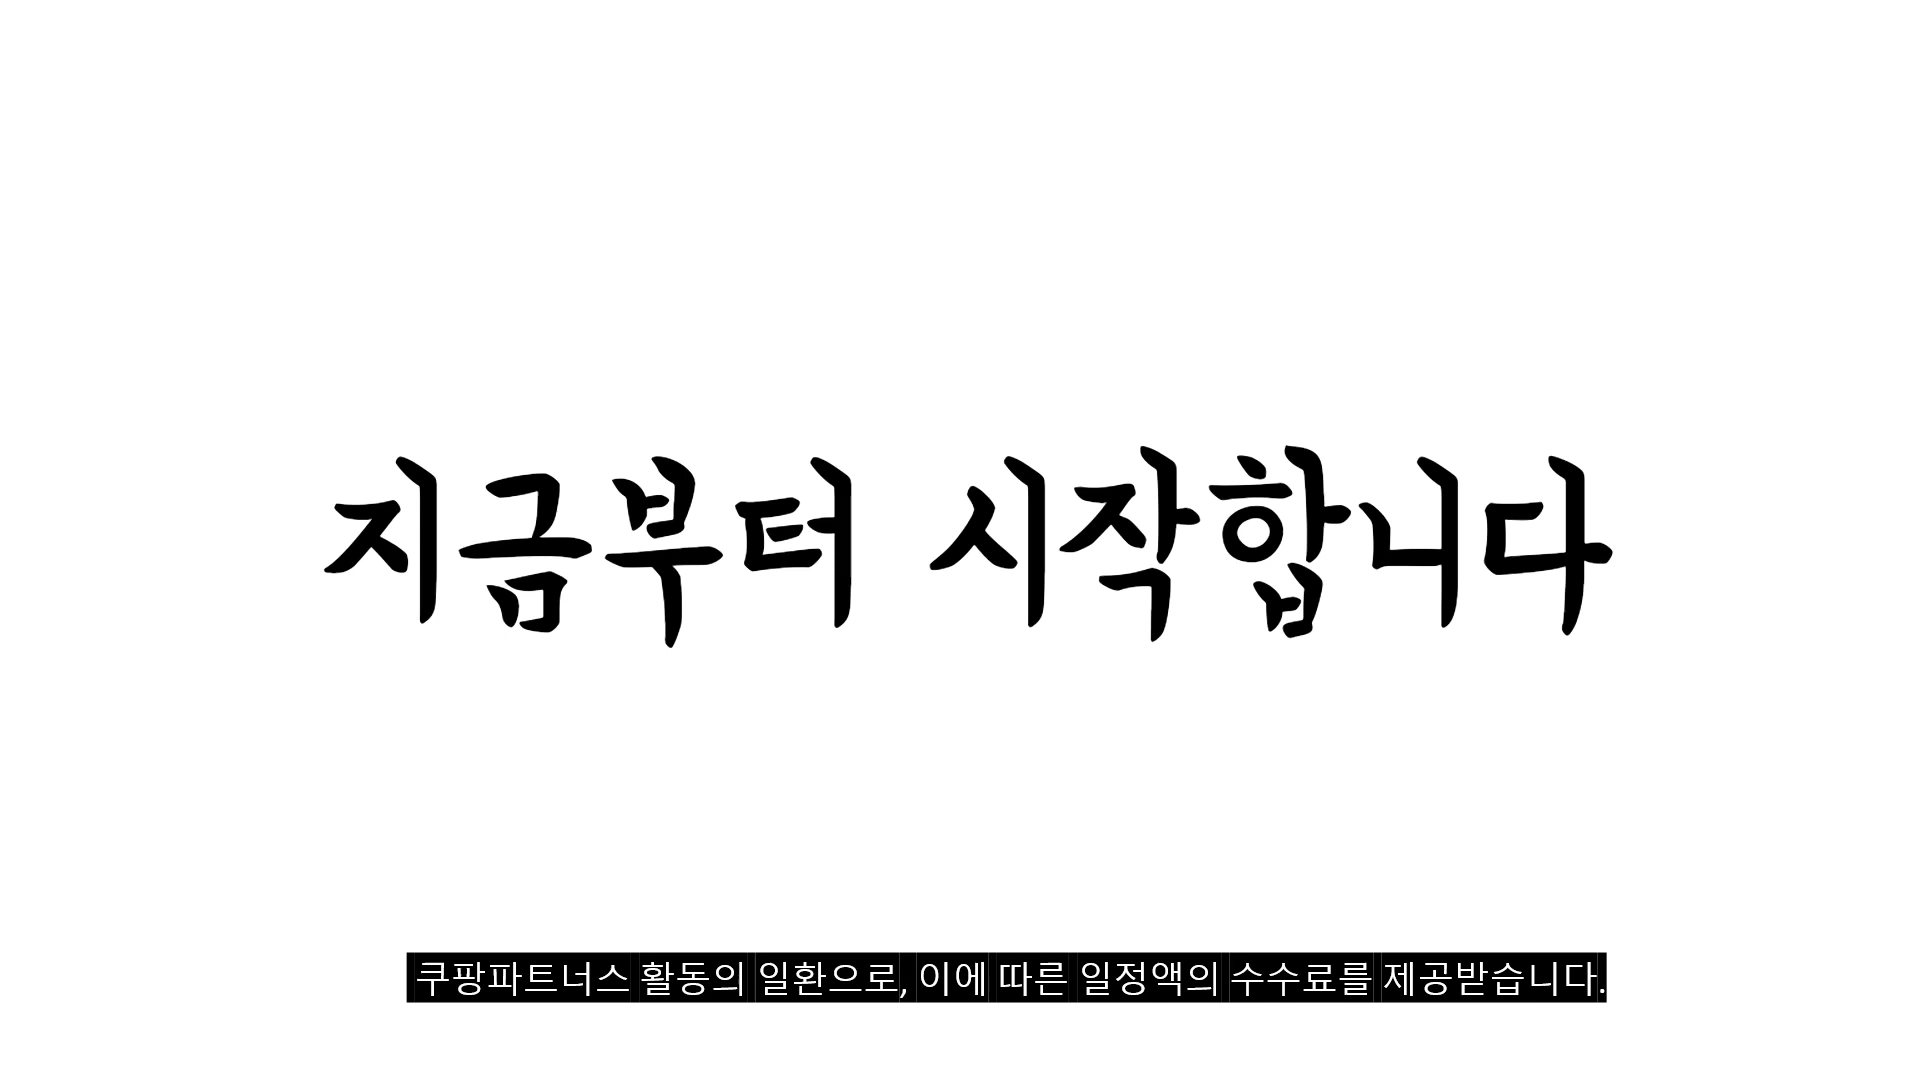 지금부터 시작합니다
쿠팡파트너스 활동의 일환으로, 이에 따른 일정액의 수수료를 제공받습니다.